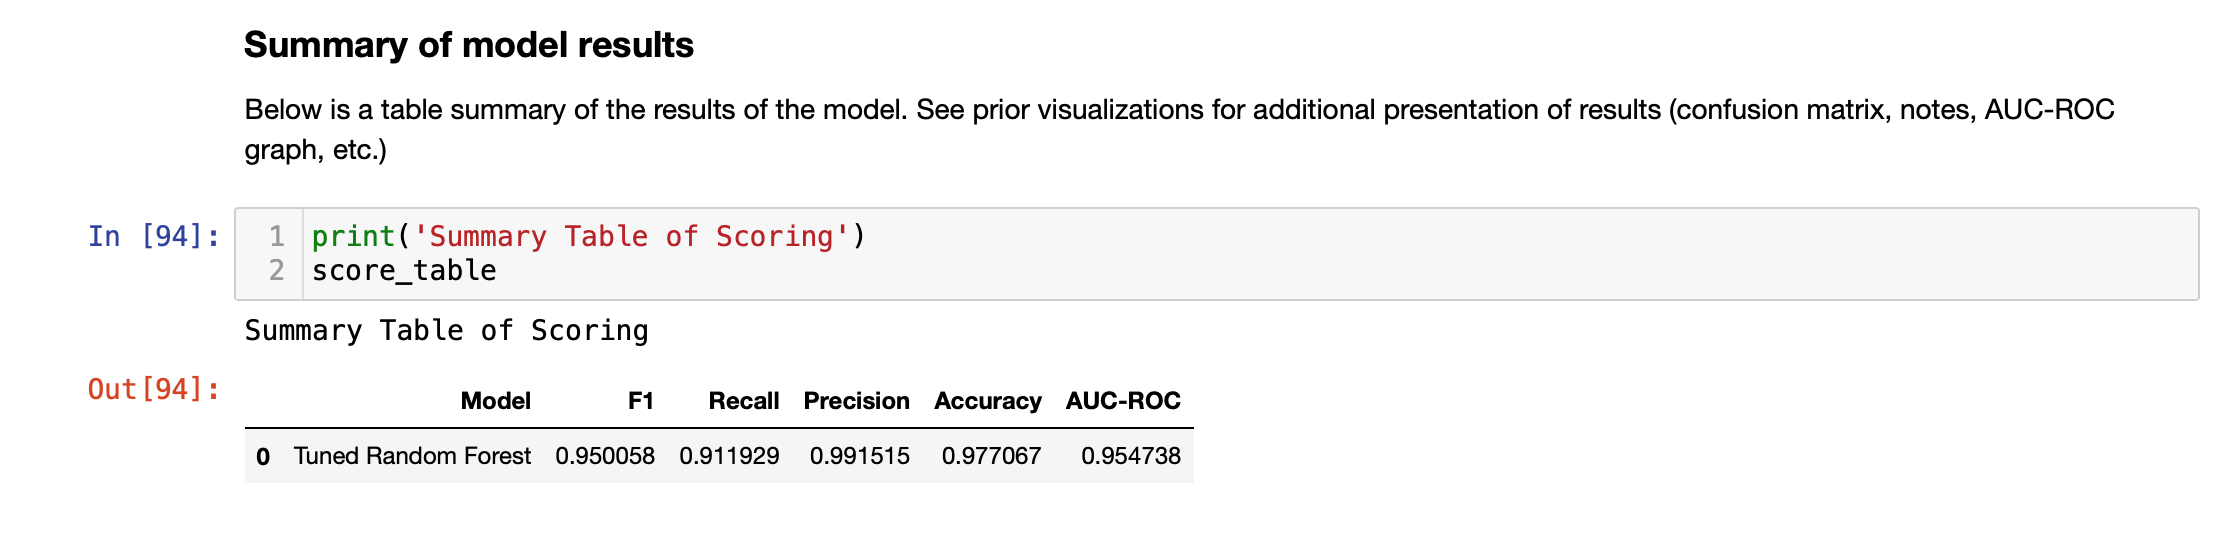 Summary of model results
Below is a table summary of the results of the model. See prior visualizations for additional presentation of results (confusion matrix, notes, AUC-ROC
graph, etc.)
In [94]: 1 print('Summary Table of Scoring')
2 score_table
Summary Table of Scoring
Out[94]:
Model F1 Recall Precision Accuracy AUC-ROC
0 Tuned Random Forest 0.950058 0.911929 0.991515 0.977067 0.954738